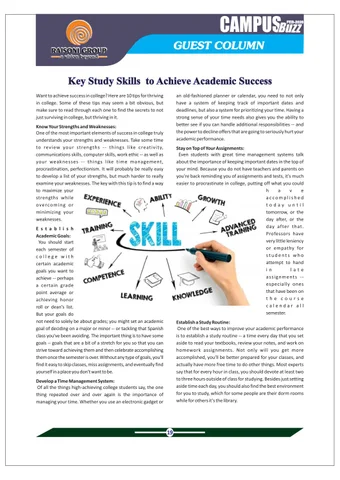 CAMPUS
BUZZ
FEB-2020
RAISONI GROUP
a vision beyond
GUEST COLUMN
Key Study Skills to Achieve Academic Success
Want to achieve success in college? Here are 10 tips for thriving
in college. Some of these tips may seem a bit obvious, but
make sure to read through each one to find the secrets to not
just surviving in college, but thriving in it.
Know Your Strengths and Weaknesses:
One of the most important elements of success in college truly
understands your strengths and weaknesses. Take some time
to review your strengths -- things like creativity,
communications skills, computer skills, work ethic -- as well as
your weaknesses -- things like time management,
procrastination, perfectionism. It will probably be really easy
to develop a list of your strengths, but much harder to really
examine your weaknesses. The key with this tip is to find a way
to maximize your
strengths while
overcoming or
minimizing your
weaknesses.
Establish
Academic Goals:
You should start
each semester of
college with
certain academic
goals you want to
achieve -- perhaps
a certain grade
point average or
achieving honor
roll or dean's list.
But your goals do
not need to solely be about grades; you might set an academic
goal of deciding on a major or minor -- or tackling that Spanish
class you've been avoiding. The important thing is to have some
goals -- goals that are a bit of a stretch for you so that you can
strive toward achieving them and then celebrate accomplishing
them once the semester is over. Without any type of goals, you'll
find it easy to skip classes, miss assignments, and eventually find
yourself in a place you don't want to be.
Develop a Time Management System:
Of all the things high-achieving college students say, the one
thing repeated over and over again is the importance of
managing your time. Whether you use an electronic gadget or
an old-fashioned planner or calendar, you need to not only
have a system of keeping track of important dates and
deadlines, but also a system for prioritizing your time. Having a
strong sense of your time needs also gives you the ability to
better see if you can handle additional responsibilities -- and
the power to decline offers that are going to seriously hurt your
academic performance.
Stay on Top of Your Assignments:
Even students with great time management systems talk
about the importance of keeping important dates in the top of
your mind. Because you do not have teachers and parents on
you're back reminding you of assignments and tests, it's much
easier to procrastinate in college, putting off what you could
have
accomplished
today until
tomorrow, or the
day after, or the
day after that.
Professors have
very little leniency
or empathy for
students who
attempt to hand
in late
assignments --
especially ones
that have been on
the course
calendar all
semester.
EXPERIENCE
ABILITY
GROWTH
TRAINING
SKILL
ADVANCED
TRAINING
COMPETENCE
LEARNING
KNOWLEDGE
Establish a Study Routine:
One of the best ways to improve your academic performance
is to establish a study routine -- a time every day that you set
aside to read your textbooks, review your notes, and work on
homework assignments. Not only will you get more
accomplished, you'll be better prepared for your classes, and
actually have more free time to do other things. Most experts
say that for every hour in class, you should devote at least two
to three hours outside of class for studying. Besides just setting
aside time each day, you should also find the best environment
for you to study, which for some people are their dorm rooms
while for others it's the library.